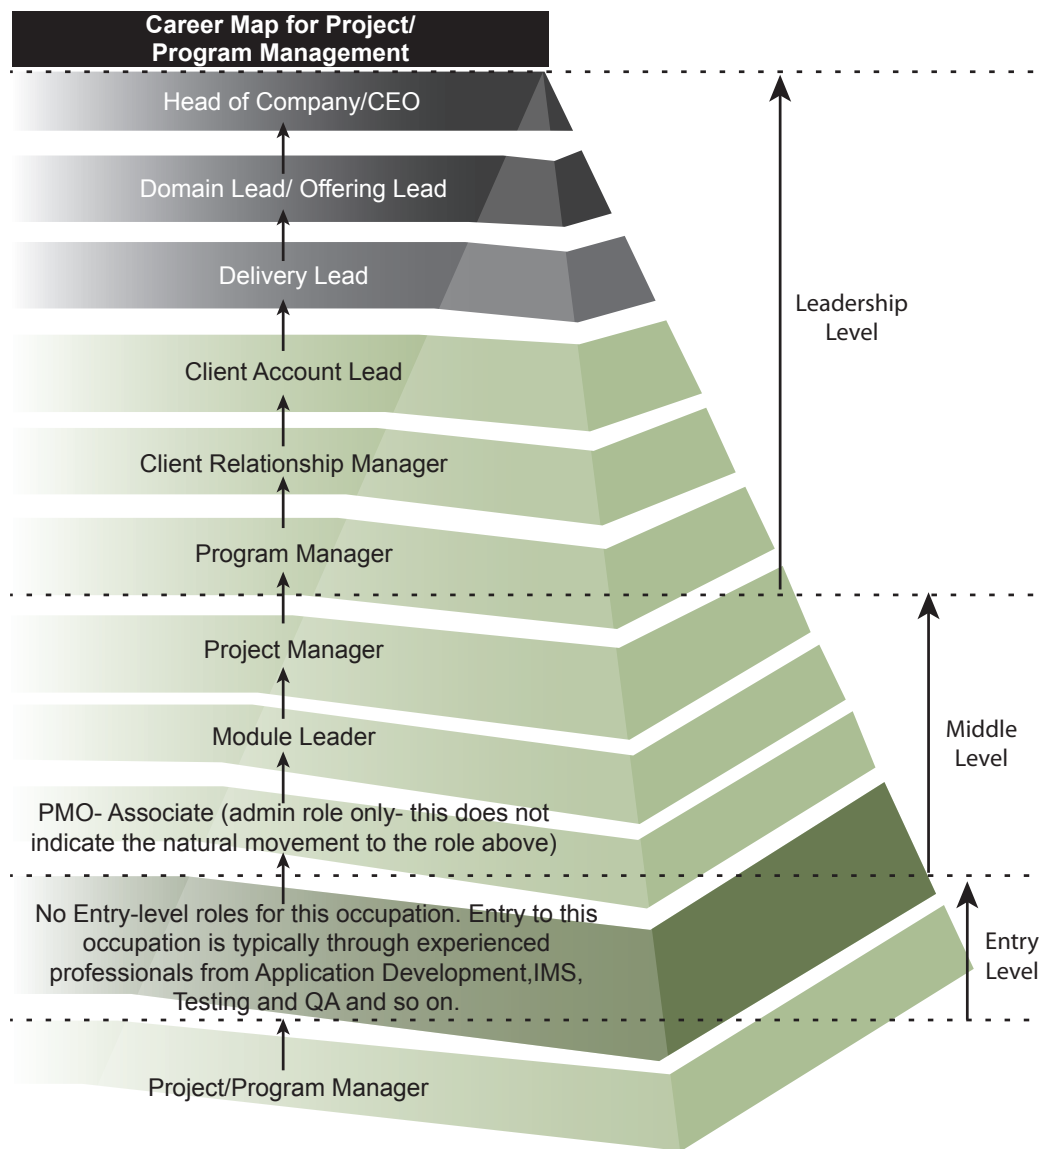 Career Map for Project/
Program Management
Head of Company/CEO
Domain Lead/ Offering Lead
Delivery Lead
Leadership
Level
Client Account Lead
Client Relationship Manager
Program Manager
Project Manager
Module Leader
Middle
Level
PMO- Associate (admin role only- this does not
indicate the natural movement to the role above)
No Entry-level roles for this occupation. Entry to this
occupation is typically through experienced
professionals from Application Development,IMS,
Testing and QA and so on.
Entry
Level
Project/Program Manager